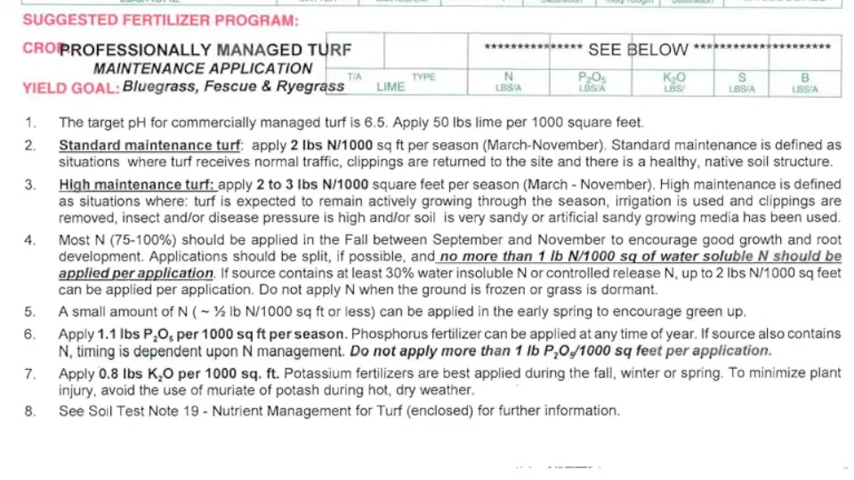 SUGGESTED FERTILIZER PROGRAM:
CROP PROFESSIONALLY MANAGED TURF
MAINTENANCE APPLICATION
*************** SEE BELOW *********************
T/A TYPE N P₂O₅ K₂O S B
YIELD GOAL: Bluegrass, Fescue & Ryegrass LIME LBS/A LBS/A LBS/ LBS/A LBS/A
1. The target pH for commercially managed turf is 6.5. Apply 50 lbs lime per 1000 square feet.
2. Standard maintenance turf: apply 2 lbs N/1000 sq ft per season (March-November). Standard maintenance is defined as
situations where turf receives normal traffic, clippings are returned to the site and there is a healthy, native soil structure.
3. High maintenance turf: apply 2 to 3 lbs N/1000 square feet per season (March - November). High maintenance is defined
as situations where: turf is expected to remain actively growing through the season, irrigation is used and clippings are
removed, insect and/or disease pressure is high and/or soil is very sandy or artificial sandy growing media has been used.
4. Most N (75-100%) should be applied in the Fall between September and November to encourage good growth and root
development. Applications should be split, if possible, and no more than 1 lb N/1000 sq of water soluble N should be
applied per application. If source contains at least 30% water insoluble N or controlled release N, up to 2 lbs N/1000 sq feet
can be applied per application. Do not apply N when the ground is frozen or grass is dormant.
5. A small amount of N ( ~ ½ lb N/1000 sq ft or less) can be applied in the early spring to encourage green up.
6. Apply 1.1 lbs P₂O₅ per 1000 sq ft per season. Phosphorus fertilizer can be applied at any time of year. If source also contains
N, timing is dependent upon N management. Do not apply more than 1 lb P₂O₅/1000 sq feet per application.
7. Apply 0.8 lbs K₂O per 1000 sq. ft. Potassium fertilizers are best applied during the fall, winter or spring. To minimize plant
injury, avoid the use of muriate of potash during hot, dry weather.
8. See Soil Test Note 19 - Nutrient Management for Turf (enclosed) for further information.